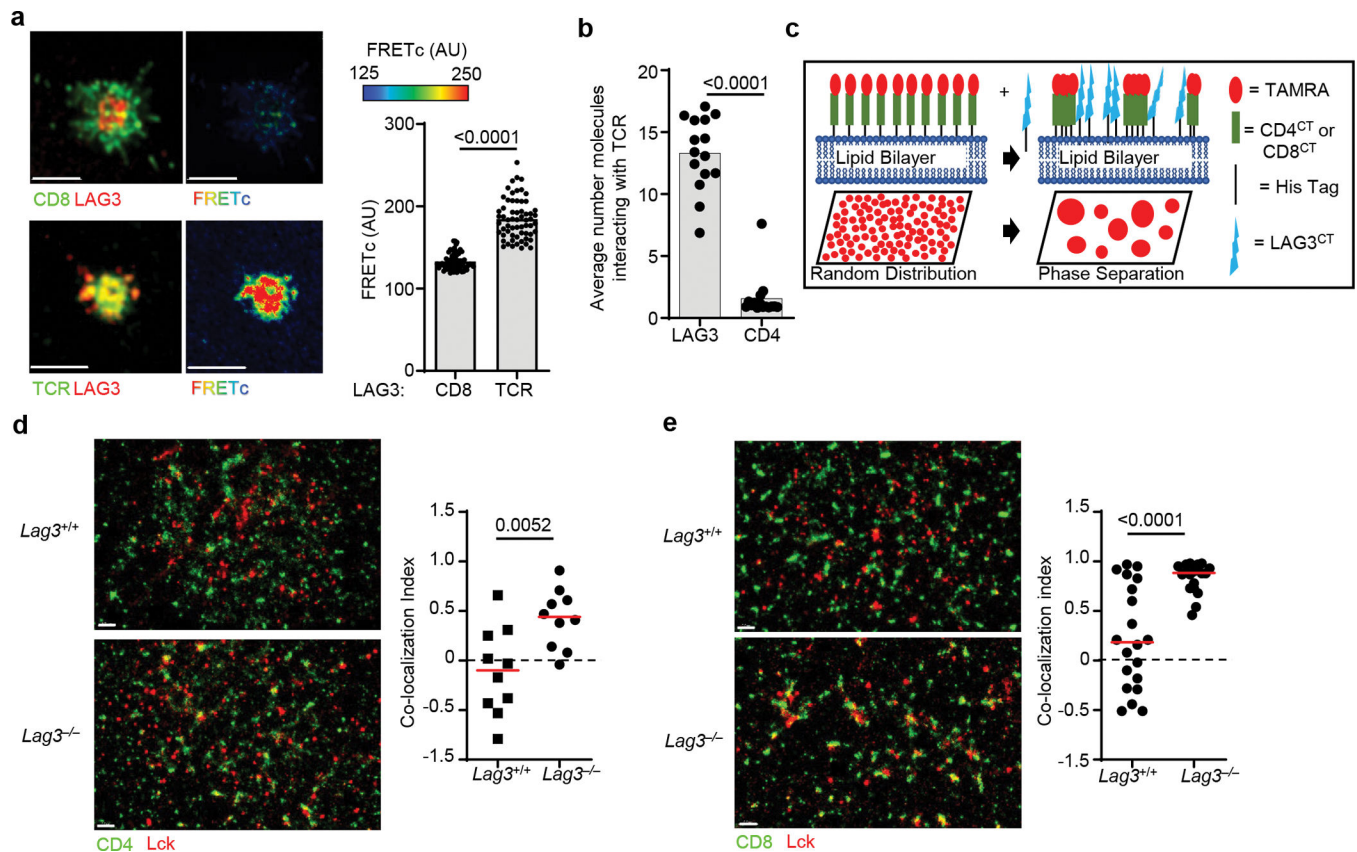 a
CD8 LAG3
FRETc
TCR LAG3
FRETc
FRETc (AU)
125
250
<0.0001
300
200
100
0
FRETc (AU)
LAG3:
CD8
TCR
b
<0.0001
20
15
10
5
0
Average number molecules
interacting with TCR
LAG3
CD4
c
+
Lipid Bilayer
Lipid Bilayer
Random Distribution
Phase Separation
= TAMRA
= CD4CT or
CD8CT
= His Tag
= LAG3CT
d
Lag3+/+
Lag3–/–
CD4 Lck
0.0052
1.5
1.0
0.5
0
-0.5
-1.0
-1.5
Co-localization Index
Lag3+/+
Lag3–/–
e
Lag3+/+
Lag3–/–
CD8 Lck
<0.0001
1.5
1.0
0.5
0
-0.5
-1.0
-1.5
Co-localization index
Lag3+/+
Lag3–/–